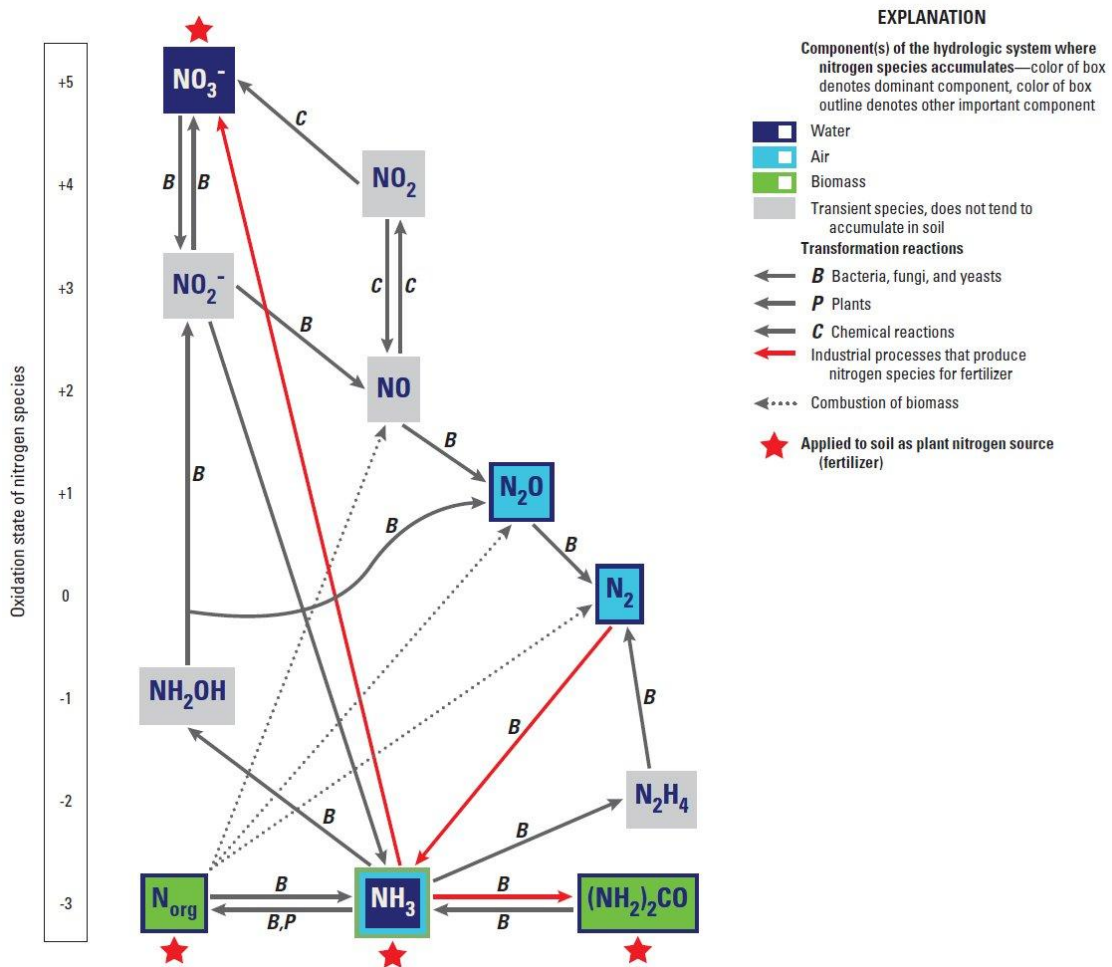 EXPLANATION
Component(s) of the hydrologic system where
nitrogen species accumulates—color of box
denotes dominant component, color of box
outline denotes other important component
Water
Air
Biomass
Transient species, does not tend to
accumulate in soil
Transformation reactions
B Bacteria, fungi, and yeasts
P Plants
C Chemical reactions
Industrial processes that produce
nitrogen species for fertilizer
Combustion of biomass
Applied to soil as plant nitrogen source
(fertilizer)
Oxidation state of nitrogen species
+5
+4
+3
+2
+1
0
-1
-2
-3
NO₃⁻
C
NO₂
B B
C C
NO₂⁻
B
NO
B
B
N₂O
B
B
N₂
NH₂OH
B
B
N₂H₄
B
B
N_org
B
B,P
NH₃
B
B
(NH₂)₂CO